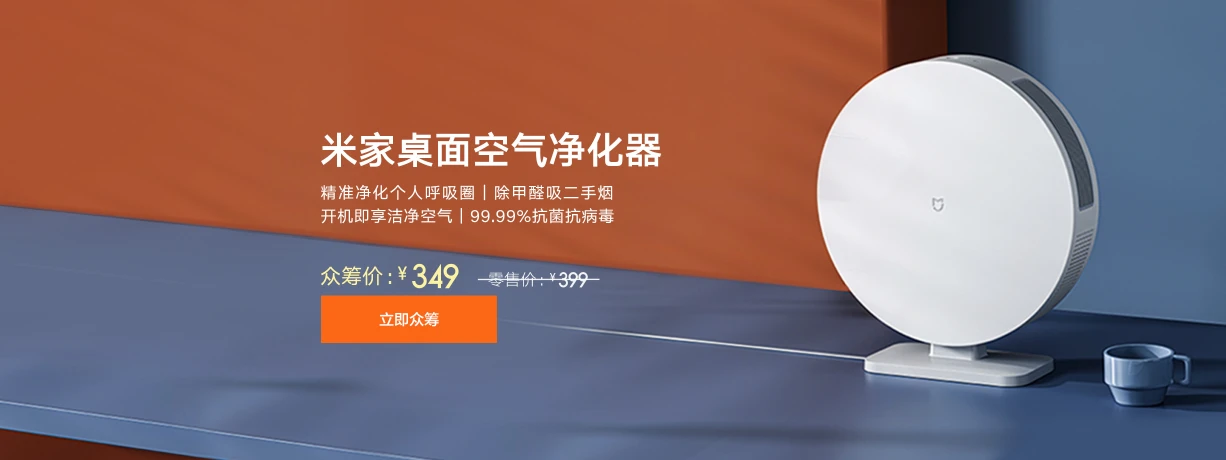 米家桌面空气净化器
精准净化个人呼吸圈 | 除甲醛吸二手烟
开机即享洁净空气 | 99.99%抗菌抗病毒
众筹价:¥349 零售价:¥399
立即众筹